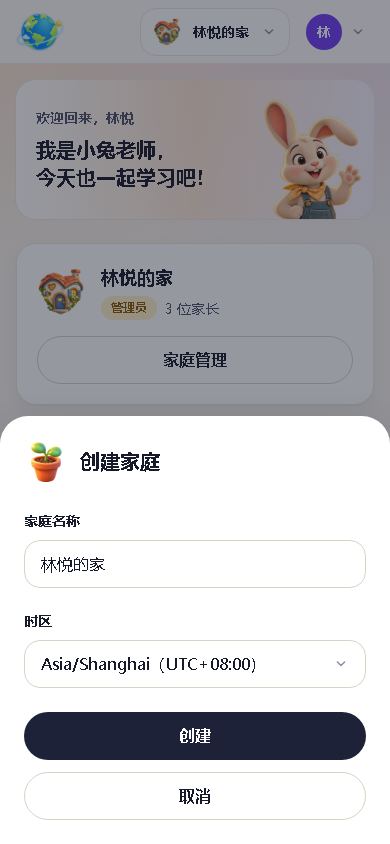 林悦的家
林
欢迎回来，林悦
我是小兔老师，
今天也一起学习吧！
林悦的家
管理员
3 位家长
家庭管理
创建家庭
家庭名称
林悦的家
时区
Asia/Shanghai（UTC+08:00）
创建
取消